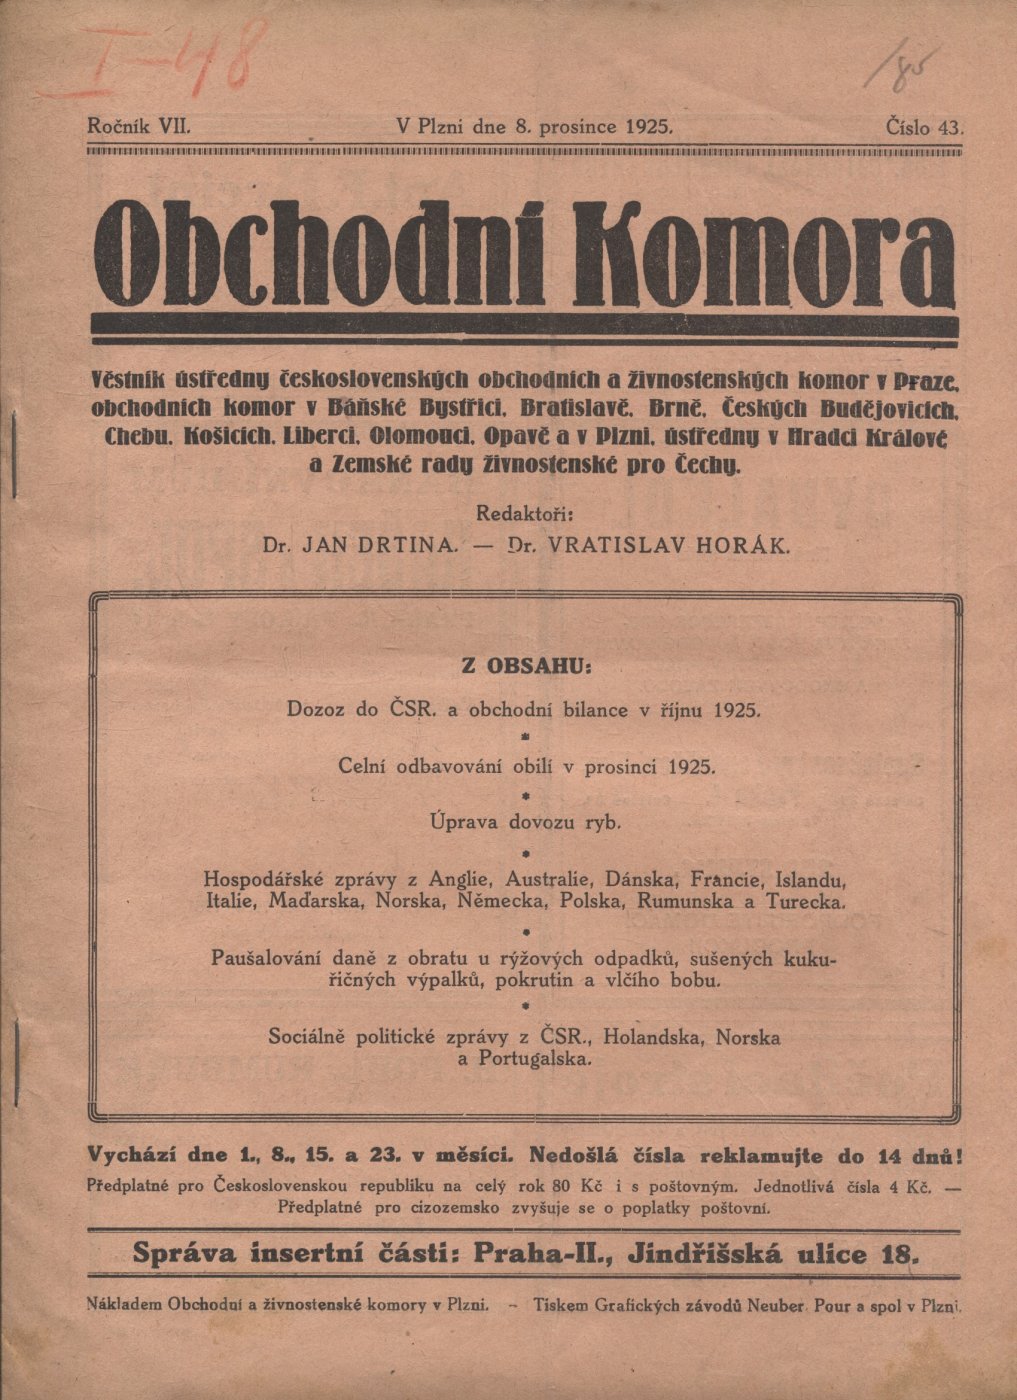 I-48
/85
Ročník VII. V Plzni dne 8. prosince 1925. Číslo 43.
Obchodní Komora
Věstník ústředny československých obchodních a živnostenských komor v Praze,
obchodních komor v Báňské Bystřici, Bratislavě, Brně, Českých Budějovicích,
Chebu, Košicích, Liberci, Olomouci, Opavě a v Plzni, ústředny v Hradci Králové
a Zemské rady živnostenské pro Čechy.
Redaktoři:
Dr. JAN DRTINA. — Dr. VRATISLAV HORÁK.
Z OBSAHU:
Dozoz do ČSR. a obchodní bilance v říjnu 1925.
*
Celní odbavování obilí v prosinci 1925.
*
Úprava dovozu ryb.
*
Hospodářské zprávy z Anglie, Australie, Dánska, Francie, Islandu,
Italie, Maďarska, Norska, Německa, Polska, Rumunska a Turecka.
*
Paušalování daně z obratu u rýžových odpadků, sušených kuku-
řičných výpalků, pokrutin a vlčího bobu.
*
Sociálně politické zprávy z ČSR., Holandska, Norska
a Portugalska.
Vychází dne 1., 8., 15. a 23. v měsíci. Nedošlá čísla reklamujte do 14 dnů!
Předplatné pro Československou republiku na celý rok 80 Kč i s poštovným. Jednotlivá čísla 4 Kč. —
Předplatné pro cizozemsko zvyšuje se o poplatky poštovní.
Správa insertní části: Praha-II., Jindřišská ulice 18.
Nákladem Obchodní a živnostenské komory v Plzni. - Tiskem Grafických závodů Neuber, Pour a spol v Plzni.